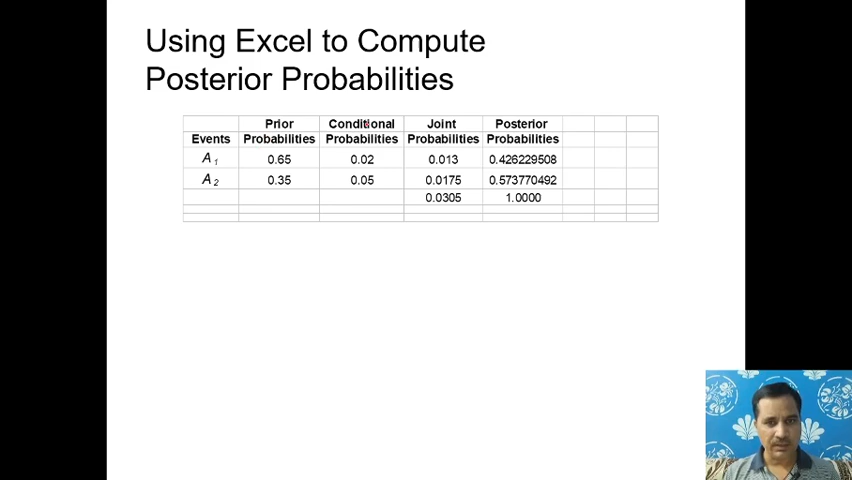 Using Excel to Compute
Posterior Probabilities
Prior Conditional Joint Posterior
Events Probabilities Probabilities Probabilities Probabilities
A1 0.65 0.02 0.013 0.426229508
A2 0.35 0.05 0.0175 0.573770492
0.0305 1.0000